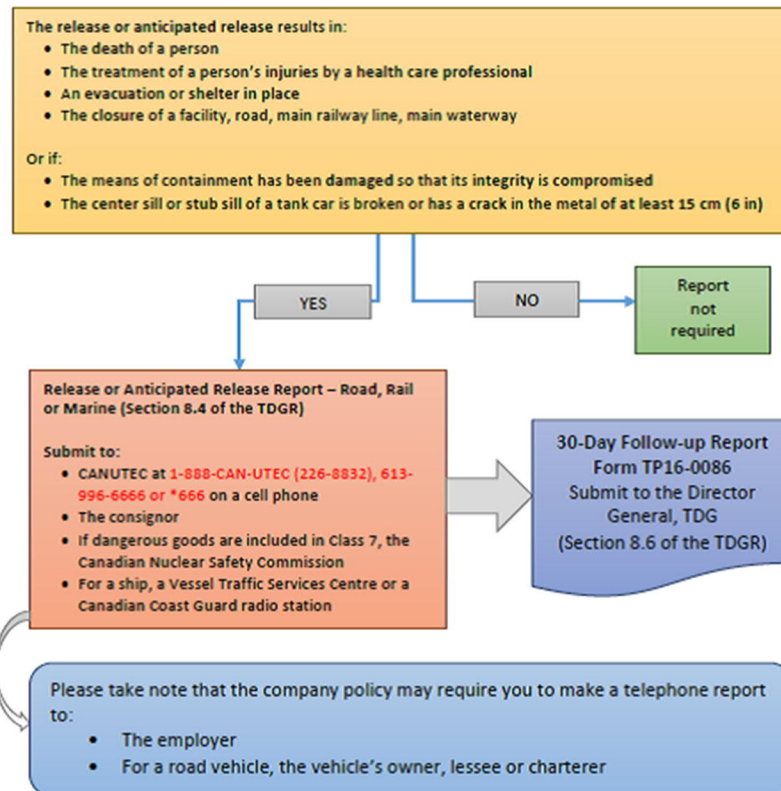 The release or anticipated release results in:
• The death of a person
• The treatment of a person's injuries by a health care professional
• An evacuation or shelter in place
• The closure of a facility, road, main railway line, main waterway
Or if:
• The means of containment has been damaged so that its integrity is compromised
• The center sill or stub sill of a tank car is broken or has a crack in the metal of at least 15 cm (6 in)
YES
NO
Report
not
required
Release or Anticipated Release Report – Road, Rail
or Marine (Section 8.4 of the TDGR)
Submit to:
• CANUTEC at 1-888-CAN-UTEC (226-8832), 613-
996-6666 or *666 on a cell phone
• The consignor
• If dangerous goods are included in Class 7, the
Canadian Nuclear Safety Commission
• For a ship, a Vessel Traffic Services Centre or a
Canadian Coast Guard radio station
30-Day Follow-up Report
Form TP16-0086
Submit to the Director
General, TDG
(Section 8.6 of the TDGR)
Please take note that the company policy may require you to make a telephone report
to:
• The employer
• For a road vehicle, the vehicle's owner, lessee or charterer